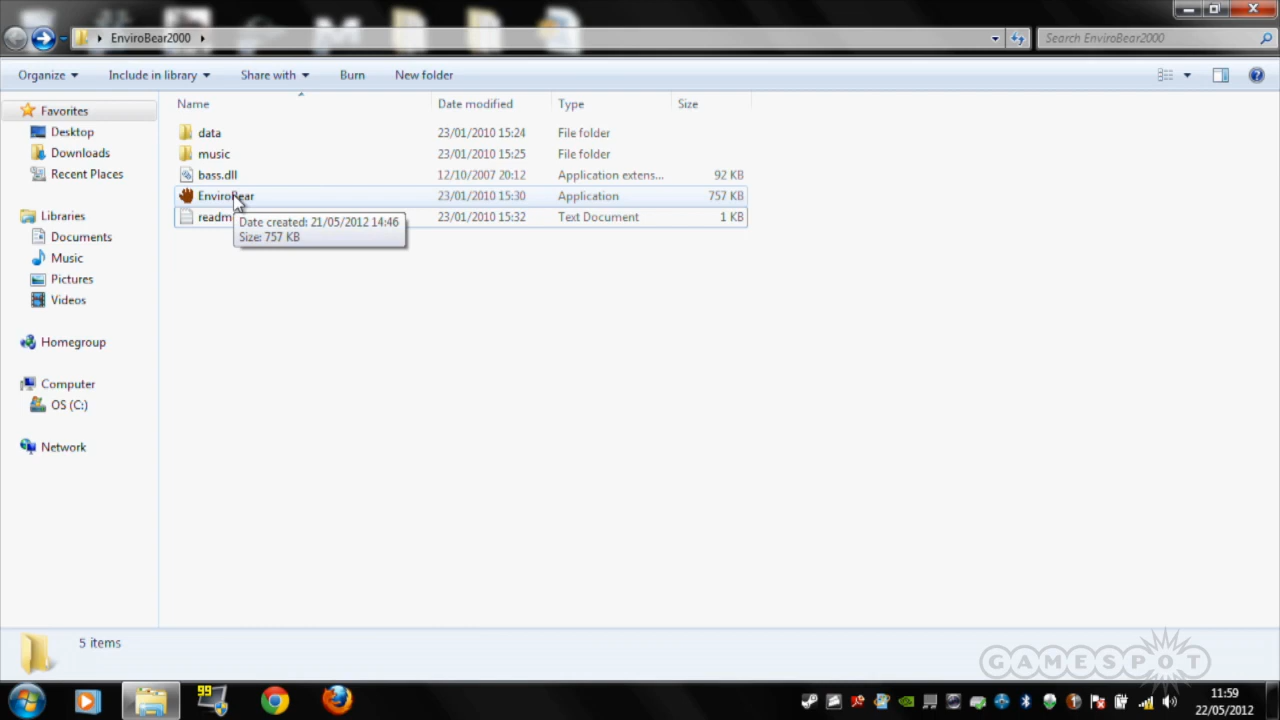 EnviroBear2000
Search EnviroBear2000
Organize Include in library Share with Burn New folder
Name Date modified Type Size
Favorites
Desktop
Downloads
Recent Places
Libraries
Documents
Music
Pictures
Videos
Homegroup
Computer
OS (C:)
Network
data 23/01/2010 15:24 File folder
music 23/01/2010 15:25 File folder
bass.dll 12/10/2007 20:12 Application extens... 92 KB
EnviroBear 23/01/2010 15:30 Application 757 KB
readm 23/01/2010 15:32 Text Document 1 KB
Date created: 21/05/2012 14:46
Size: 757 KB
5 items
GAMESPOT
99
11:59
22/05/2012